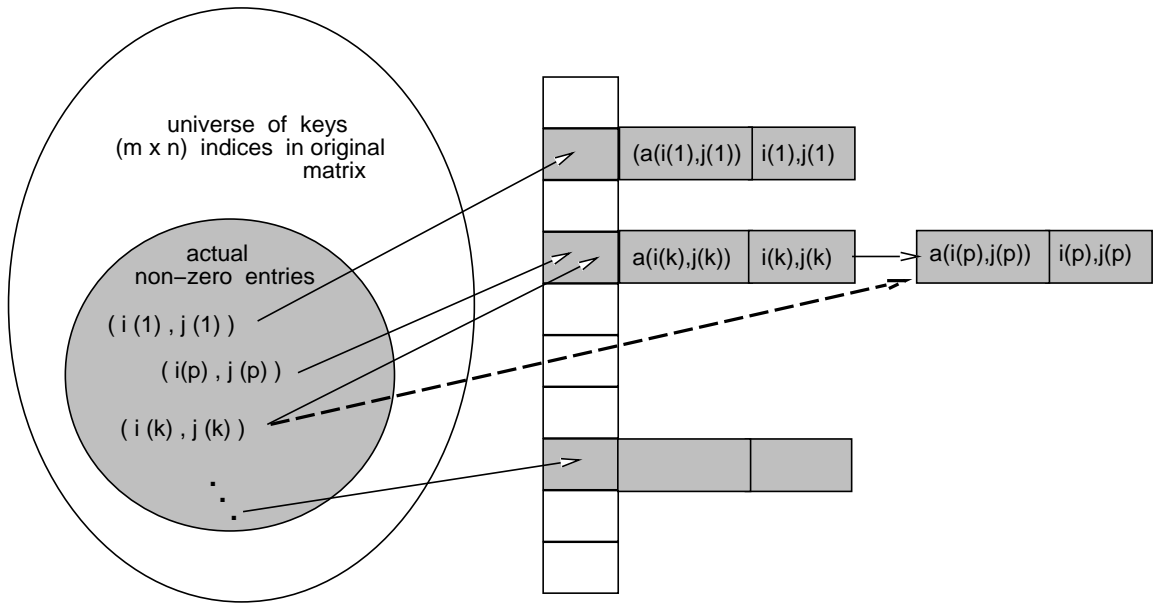 universe of keys
(m x n) indices in original
matrix
actual
non–zero entries
( i (1) , j (1) )
( i(p) , j (p) )
( i (k) , j (k) )
(a(i(1),j(1)) i(1),j(1)
a(i(k),j(k)) i(k),j(k)
a(i(p),j(p)) i(p),j(p)